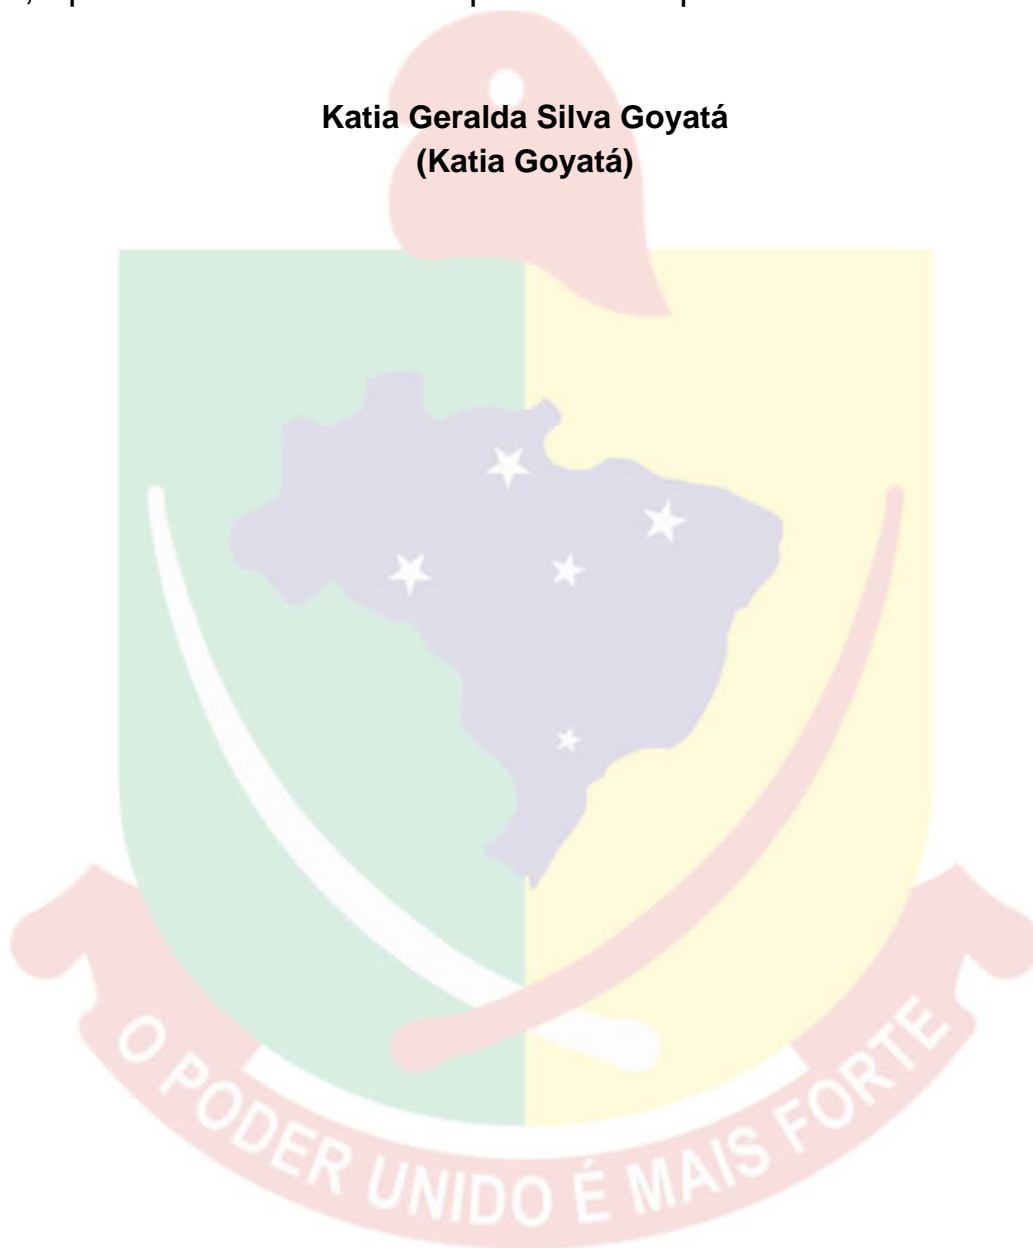 Katia Geralda Silva Goyatá
(Katia Goyatá)
O PODER UNIDO É MAIS FORTE